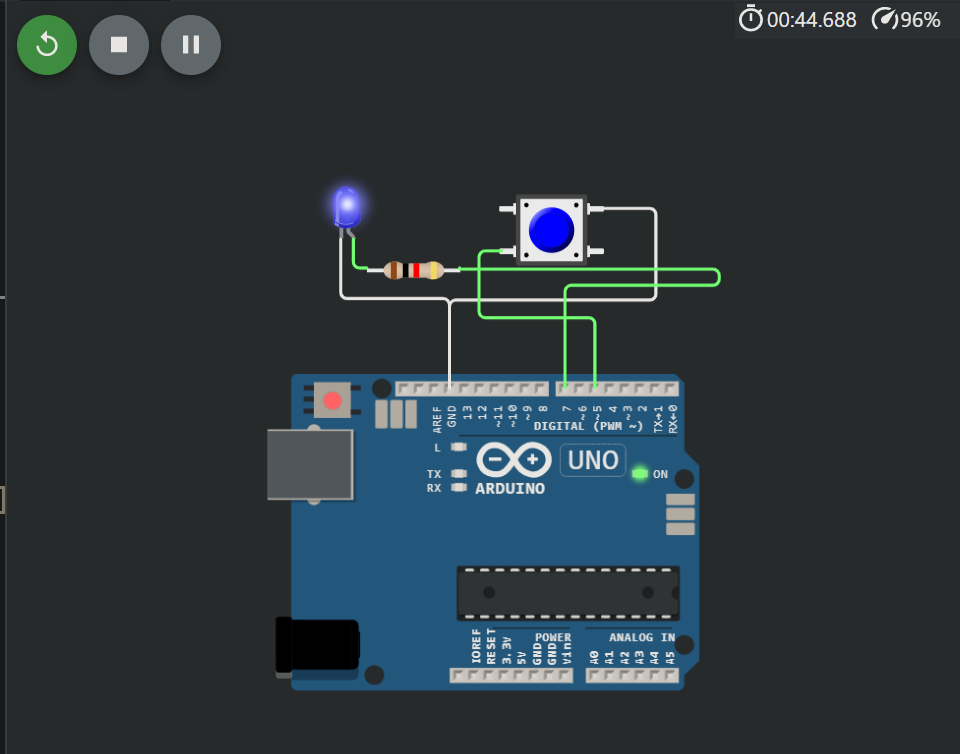 00:44.688 96%
AREF
GND
13
12
~11
~10
~9
8
7
~6
~5
4
~3
2
TX→1
RX←0
DIGITAL (PWM ~)
L
TX
RX
UNO
ON
ARDUINO
IOREF
RESET
3.3V
5V
GND
GND
Vin
POWER
ANALOG IN
A0
A1
A2
A3
A4
A5